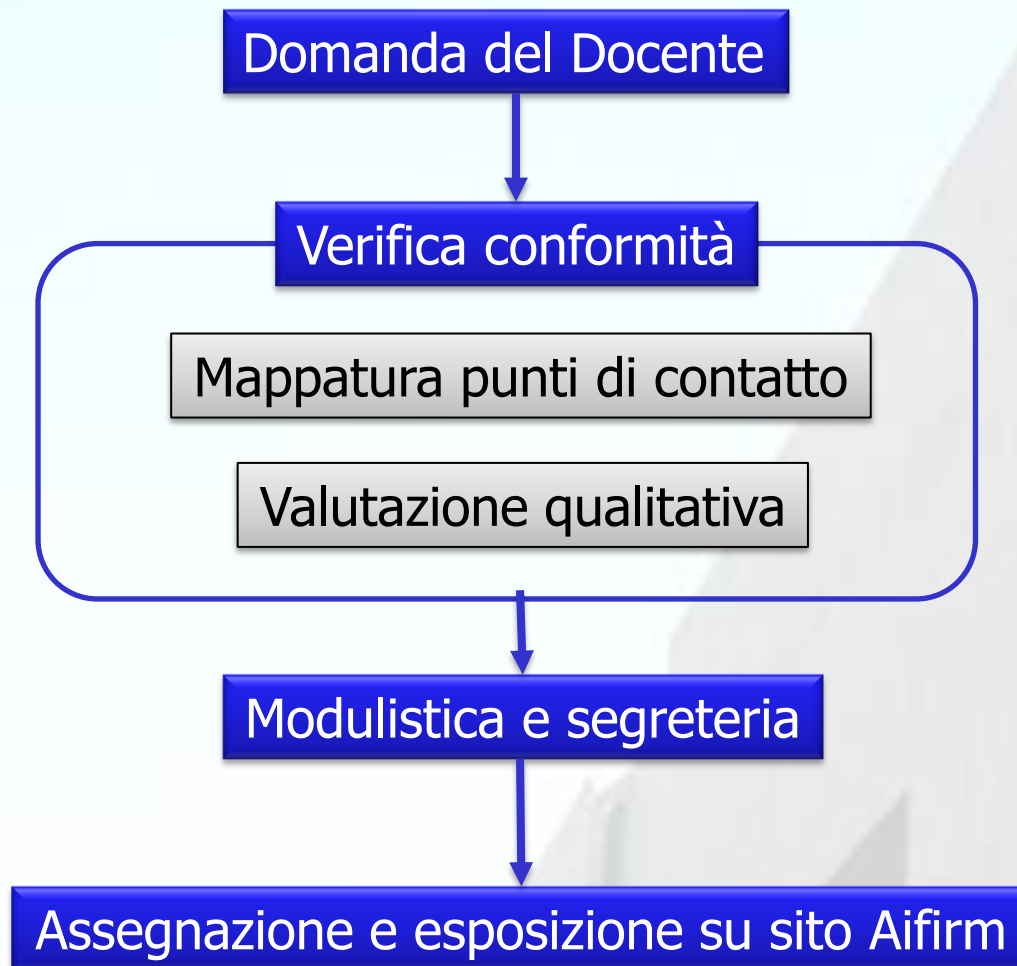 Domanda del Docente
Verifica conformità
Mappatura punti di contatto
Valutazione qualitativa
Modulistica e segreteria
Assegnazione e esposizione su sito Aifirm